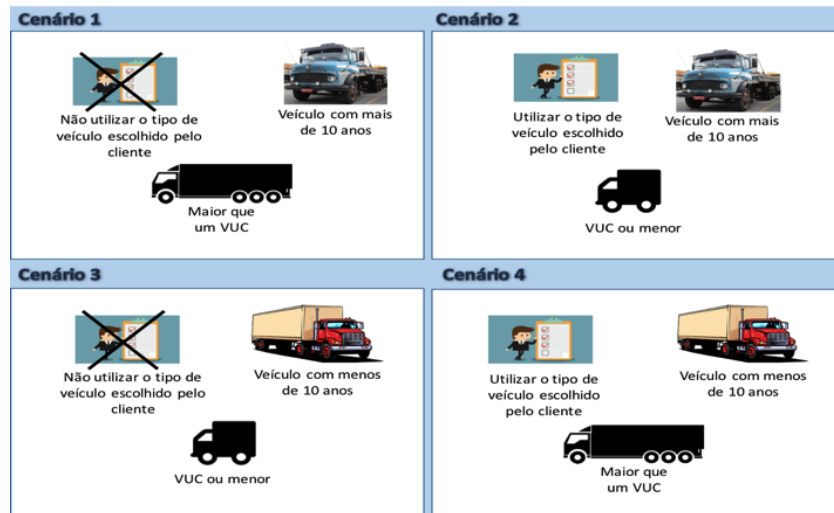 Cenário 1
Não utilizar o tipo de
veículo escolhido pelo
cliente
Veículo com mais
de 10 anos
Maior que
um VUC
Cenário 2
Utilizar o tipo de
veículo escolhido
pelo cliente
Veículo com mais
de 10 anos
VUC ou menor
Cenário 3
Não utilizar o tipo de
veículo escolhido pelo
cliente
Veículo com menos
de 10 anos
VUC ou menor
Cenário 4
Utilizar o tipo de
veículo escolhido
pelo cliente
Veículo com menos
de 10 anos
Maior que
um VUC